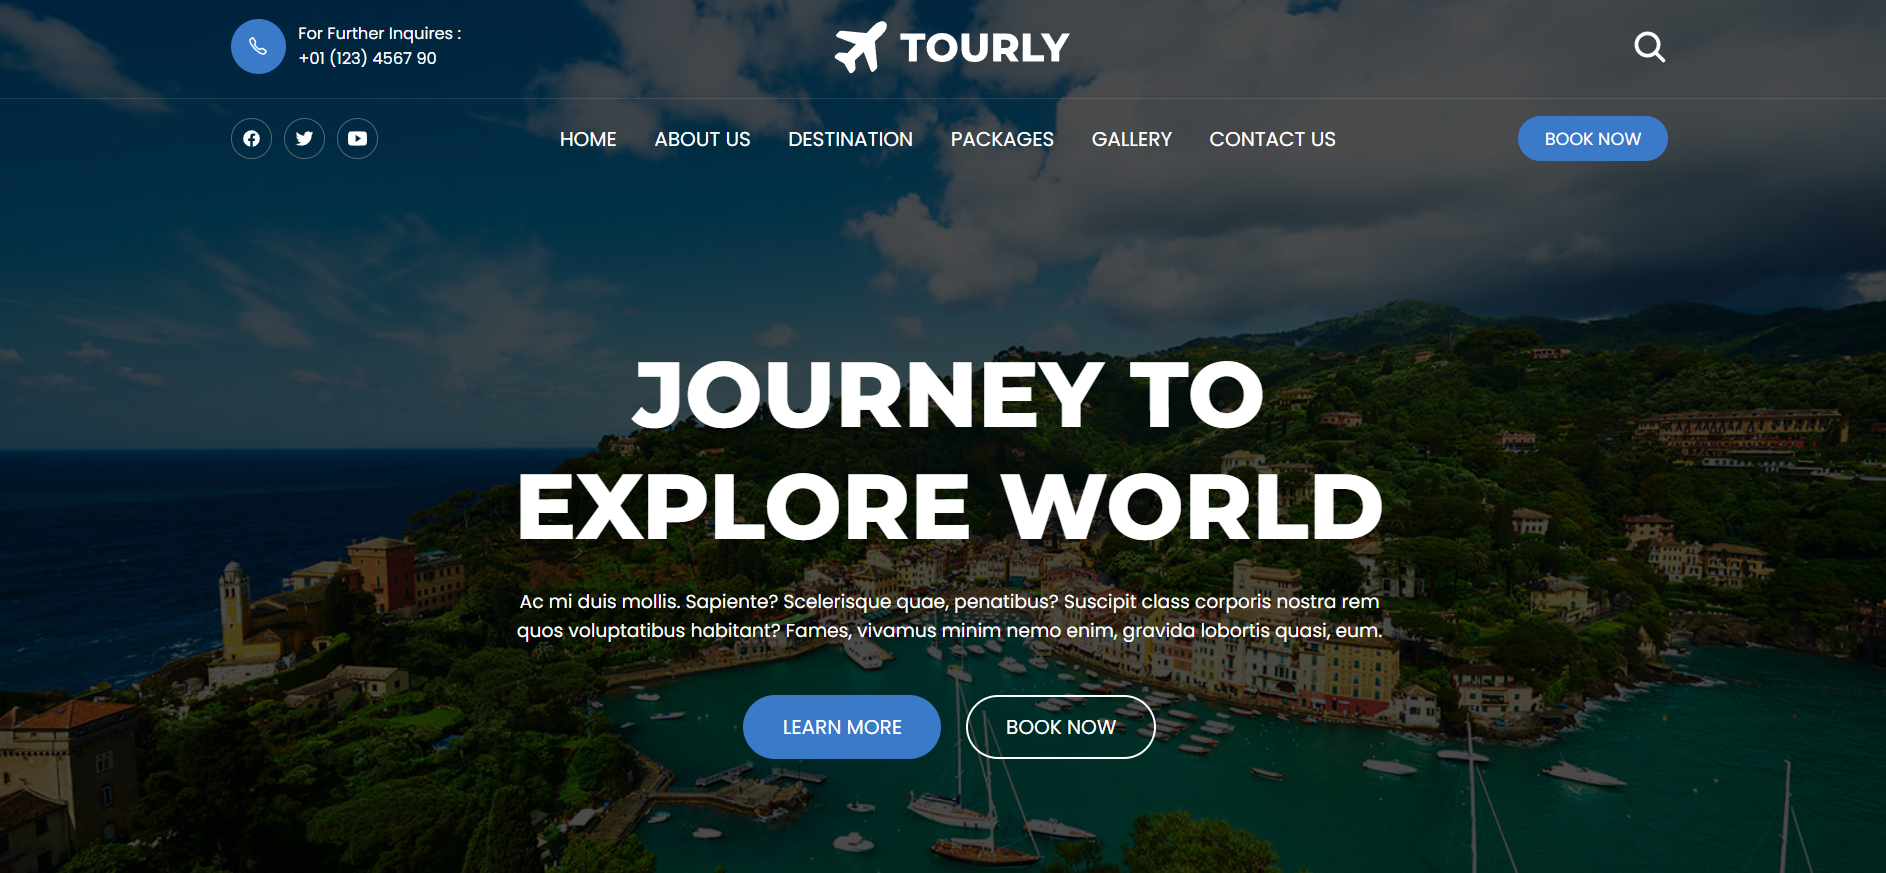 For Further Inquires :
+01 (123) 4567 90
TOURLY
HOME ABOUT US DESTINATION PACKAGES GALLERY CONTACT US
BOOK NOW
JOURNEY TO
EXPLORE WORLD
Ac mi duis mollis. Sapiente? Scelerisque quae, penatibus? Suscipit class corporis nostra rem
quos voluptatibus habitant? Fames, vivamus minim nemo enim, gravida lobortis quasi, eum.
LEARN MORE BOOK NOW